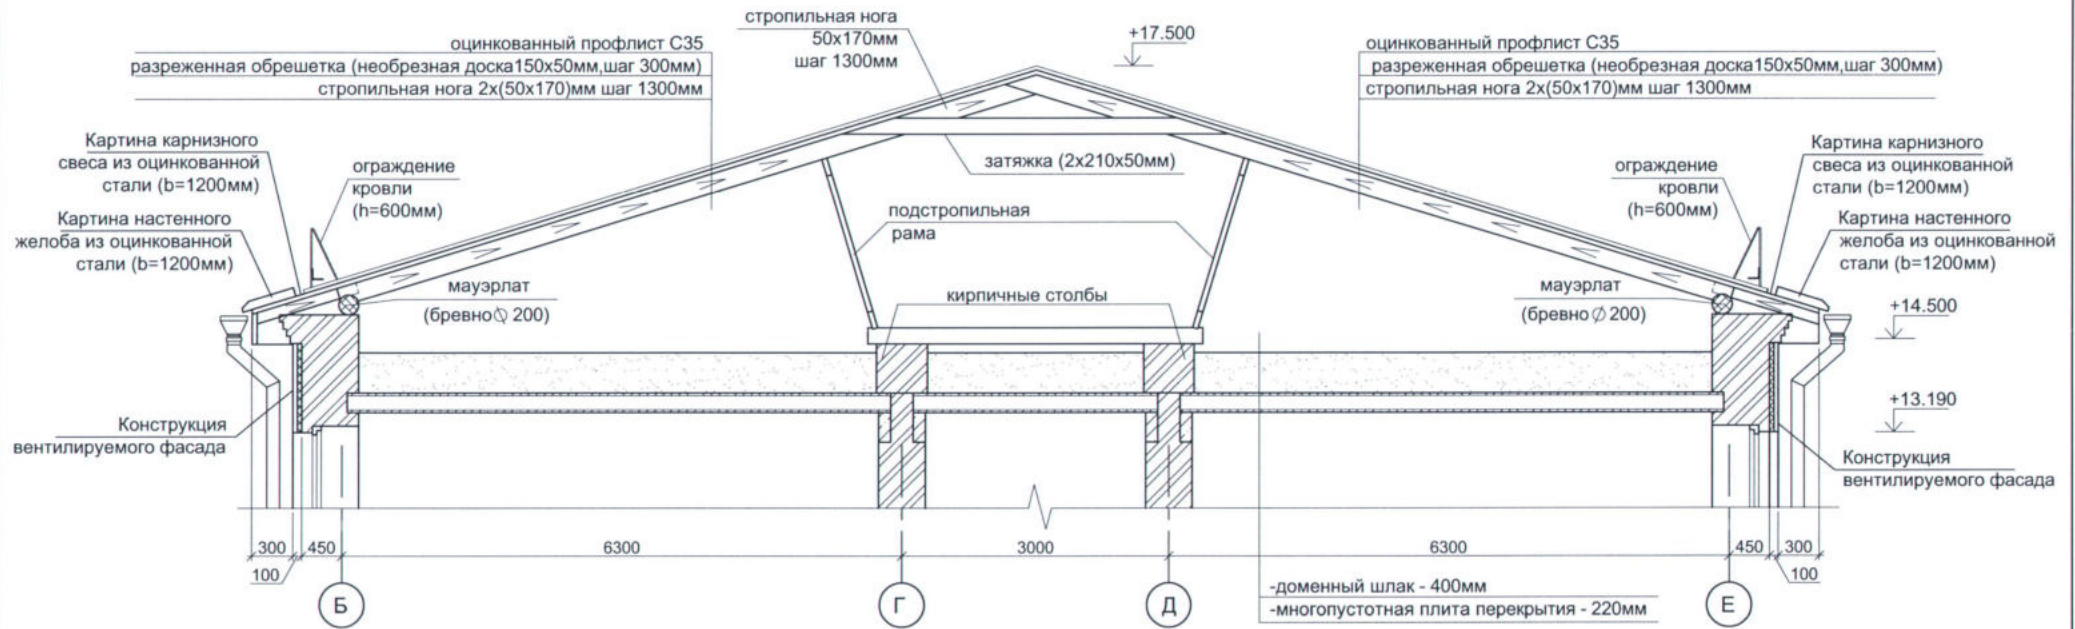 стропильная нога
50х170мм
шаг 1300мм
+17.500
оцинкованный профлист С35
разреженная обрешетка (необрезная доска150х50мм,шаг 300мм)
стропильная нога 2х(50х170)мм шаг 1300мм
оцинкованный профлист С35
разреженная обрешетка (необрезная доска150х50мм,шаг 300мм)
стропильная нога 2х(50х170)мм шаг 1300мм
Картина карнизного
свеса из оцинкованной
стали (b=1200мм)
ограждение
кровли
(h=600мм)
затяжка (2х210х50мм)
ограждение
кровли
(h=600мм)
Картина карнизного
свеса из оцинкованной
стали (b=1200мм)
Картина настенного
желоба из оцинкованной
стали (b=1200мм)
подстропильная
рама
Картина настенного
желоба из оцинкованной
стали (b=1200мм)
мауэрлат
(бревно∅ 200)
кирпичные столбы
мауэрлат
(бревно∅200)
+14.500
+13.190
Конструкция
вентилируемого фасада
Конструкция
вентилируемого фасада
300 450 6300 3000 6300 450 300
100 100
-доменный шлак - 400мм
-многопустотная плита перекрытия - 220мм
Б Г Д Е